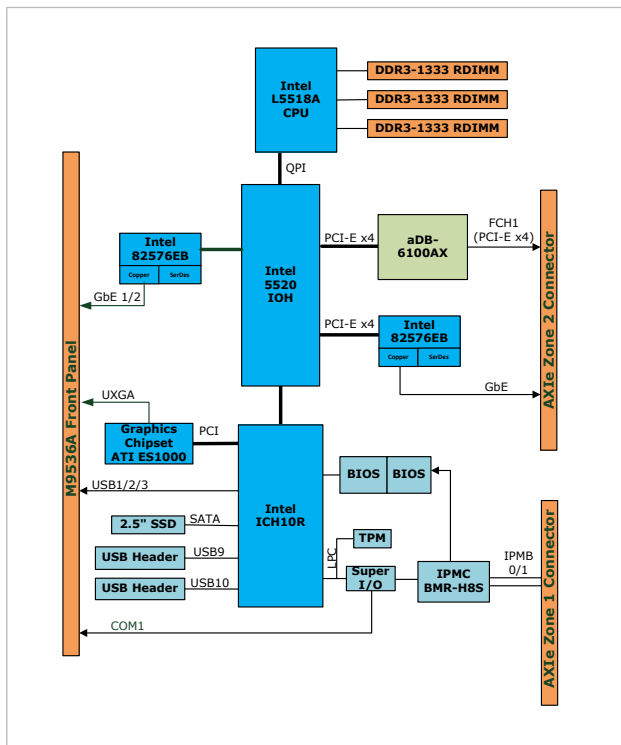 Intel
L5518A
CPU
DDR3-1333 RDIMM
DDR3-1333 RDIMM
DDR3-1333 RDIMM
QPI
M9536A Front Panel
Intel
82576EB
Copper
SerDes
GbE 1/2
Intel
5520
IOH
PCI-E x4
aDB-
6100AX
FCH1
(PCI-E x4)
AXIe Zone 2 Connector
PCI-E x4
Intel
82576EB
Copper
SerDes
GbE
UXGA
Graphics
Chipset
ATI ES1000
PCI
Intel
ICH10R
BIOS
BIOS
USB1/2/3
2.5" SSD
SATA
USB Header
USB9
USB Header
USB10
LPC
TPM
Super
I/O
IPMC
BMR-H8S
IPMB
0/1
AXIe Zone 1 Connector
COM1